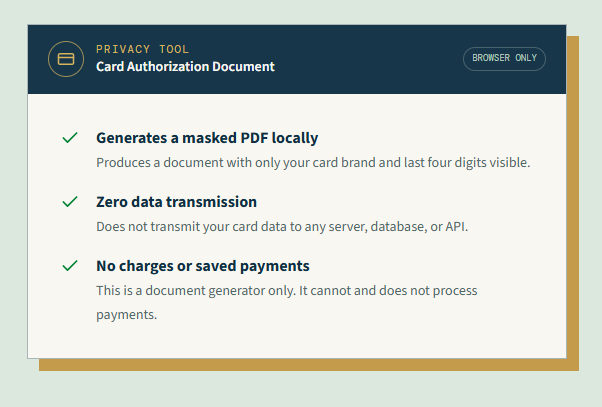 PRIVACY TOOL
Card Authorization Document
BROWSER ONLY
Generates a masked PDF locally
Produces a document with only your card brand and last four digits visible.
Zero data transmission
Does not transmit your card data to any server, database, or API.
No charges or saved payments
This is a document generator only. It cannot and does not process
payments.